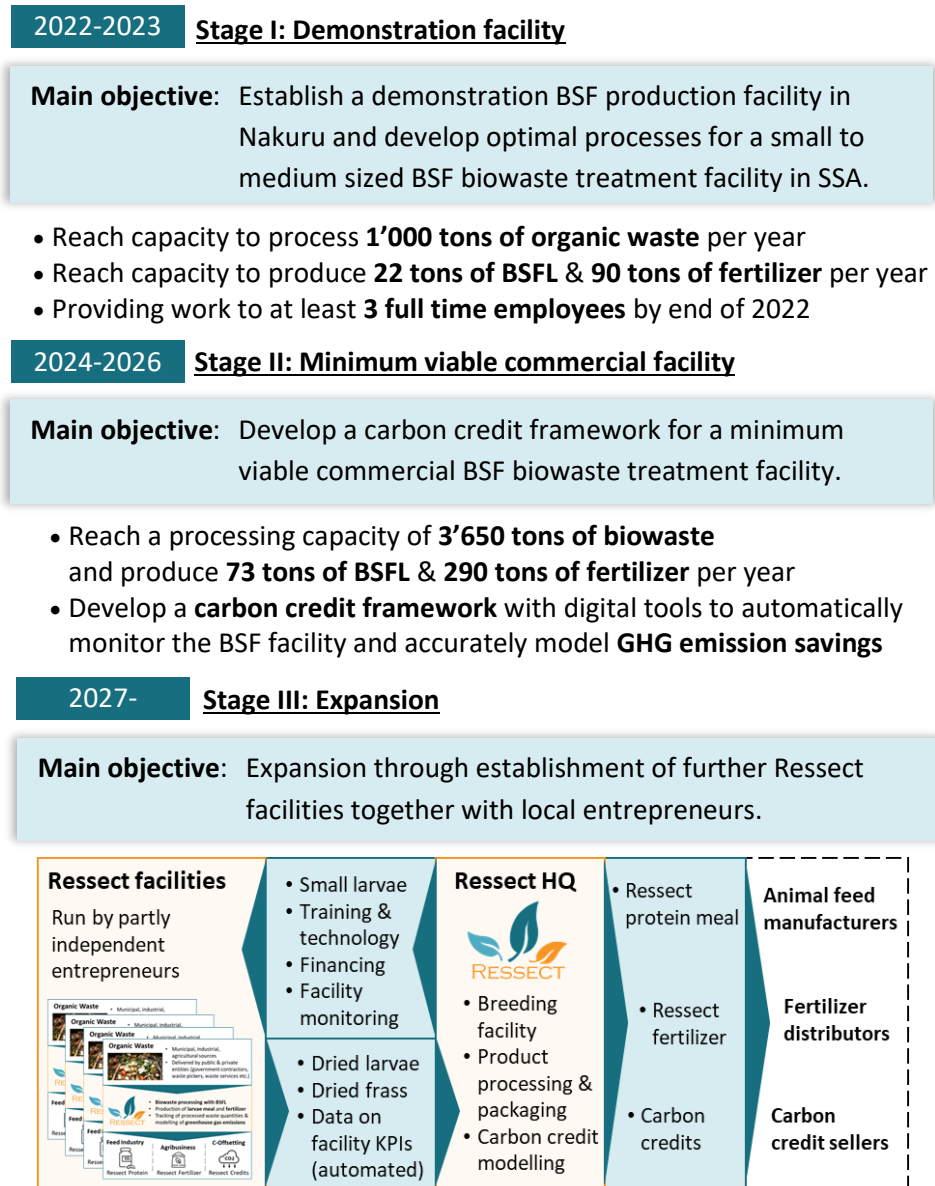 2022-2023 Stage I: Demonstration facility
Main objective: Establish a demonstration BSF production facility in
Nakuru and develop optimal processes for a small to
medium sized BSF biowaste treatment facility in SSA.
• Reach capacity to process 1’000 tons of organic waste per year
• Reach capacity to produce 22 tons of BSFL & 90 tons of fertilizer per year
• Providing work to at least 3 full time employees by end of 2022
2024-2026 Stage II: Minimum viable commercial facility
Main objective: Develop a carbon credit framework for a minimum
viable commercial BSF biowaste treatment facility.
• Reach a processing capacity of 3’650 tons of biowaste
and produce 73 tons of BSFL & 290 tons of fertilizer per year
• Develop a carbon credit framework with digital tools to automatically
monitor the BSF facility and accurately model GHG emission savings
2027- Stage III: Expansion
Main objective: Expansion through establishment of further Ressect
facilities together with local entrepreneurs.
Ressect facilities
Run by partly
independent
entrepreneurs
Organic Waste
• Municipal, industrial,
Organic Waste
• Municipal, industrial,
Organic Waste
• Municipal, industrial,
Organic Waste
• Municipal, industrial,
agricultural sources
• Delivered by public & private
entities (government contractors,
waste pickers, waste services etc.)
• Biowaste processing with BSFL
• Production of larvae meal and fertilizer
• Tracking of processed waste quantities &
modelling of greenhouse gas emissions
Feed Industry
Agribusiness
C-Offsetting
CO2
Ressect Protein
Ressect Fertilizer
Ressect Credits
• Small larvae
• Training &
technology
• Financing
• Facility
monitoring
• Dried larvae
• Dried frass
• Data on
facility KPIs
(automated)
Ressect HQ
RESSECT
• Breeding
facility
• Product
processing &
packaging
• Carbon credit
modelling
• Ressect
protein meal
• Ressect
fertilizer
• Carbon
credits
Animal feed
manufacturers
Fertilizer
distributors
Carbon
credit sellers